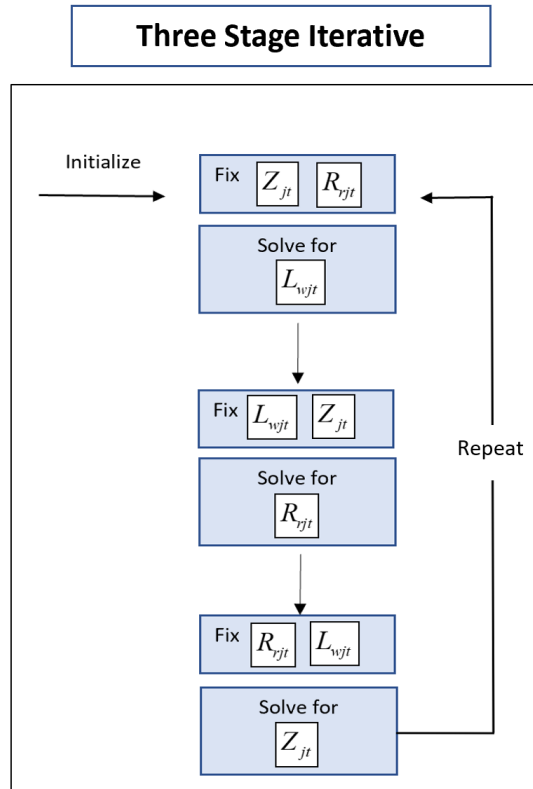 Three Stage Iterative
Initialize
Fix Z_jt R_rjt
Solve for
L_wjt
Fix L_wjt Z_jt
Repeat
Solve for
R_rjt
Fix R_rjt L_wjt
Solve for
Z_jt